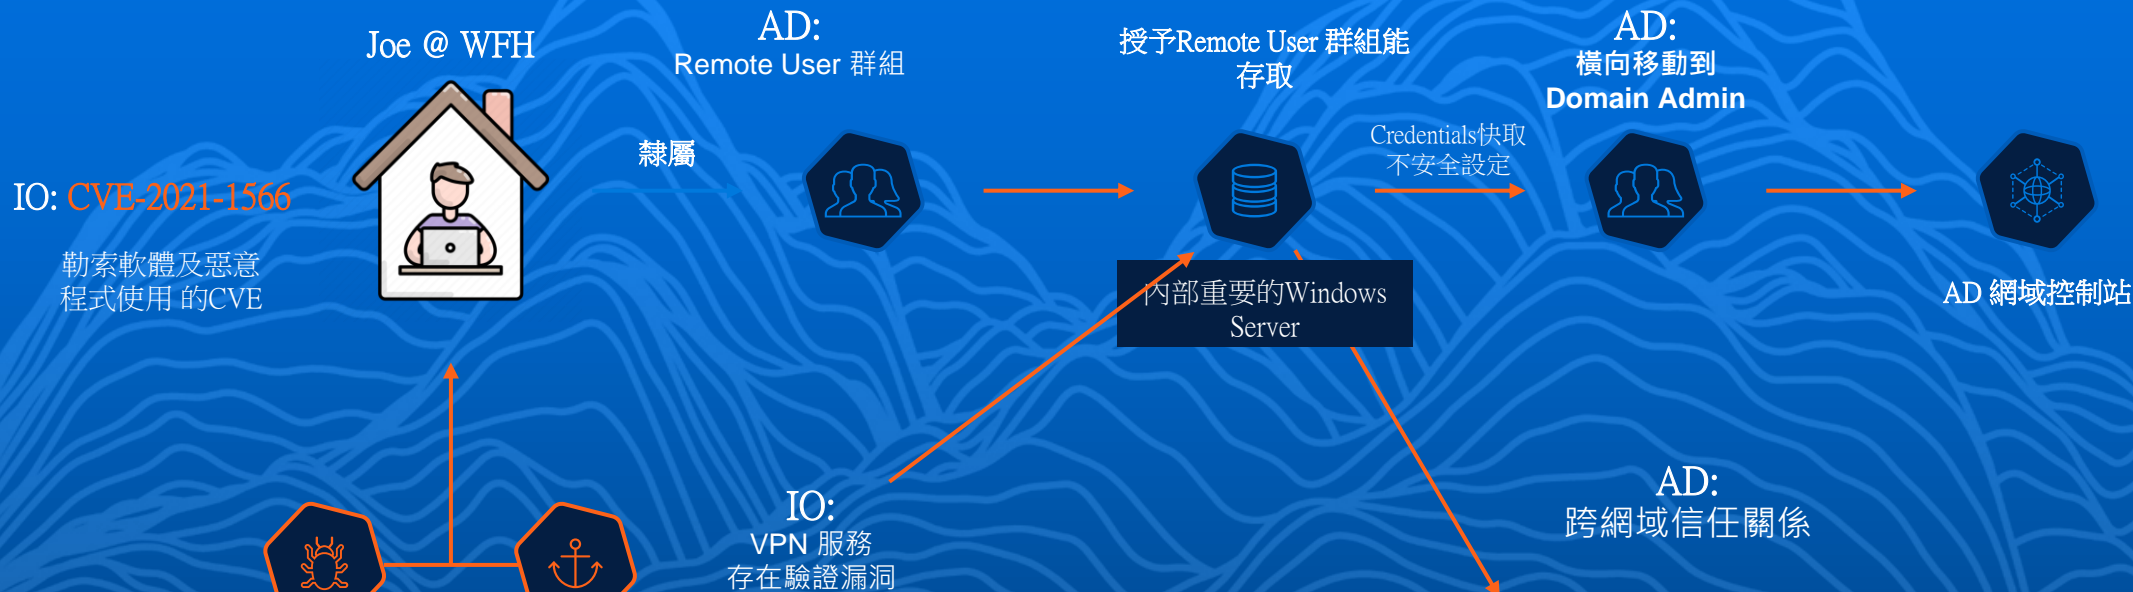 Joe @ WFH
IO: CVE-2021-1566
勒索軟體及惡意
程式使用 的CVE
隸屬
AD:
Remote User 群組
授予Remote User 群組能
存取
內部重要的Windows
Server
Credentials快取
不安全設定
AD:
橫向移動到
Domain Admin
AD 網域控制站
IO:
VPN 服務
存在驗證漏洞
AD:
跨網域信任關係